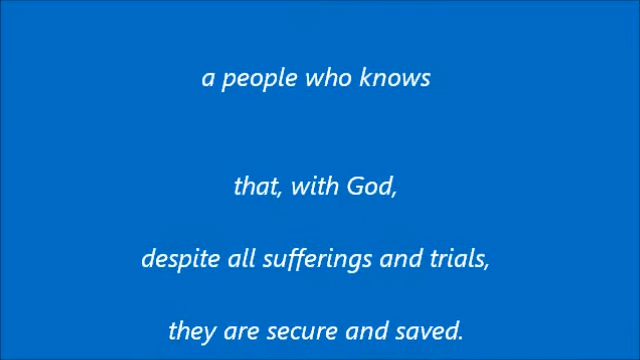 a people who knows
that, with God,
despite all sufferings and trials,
they are secure and saved.